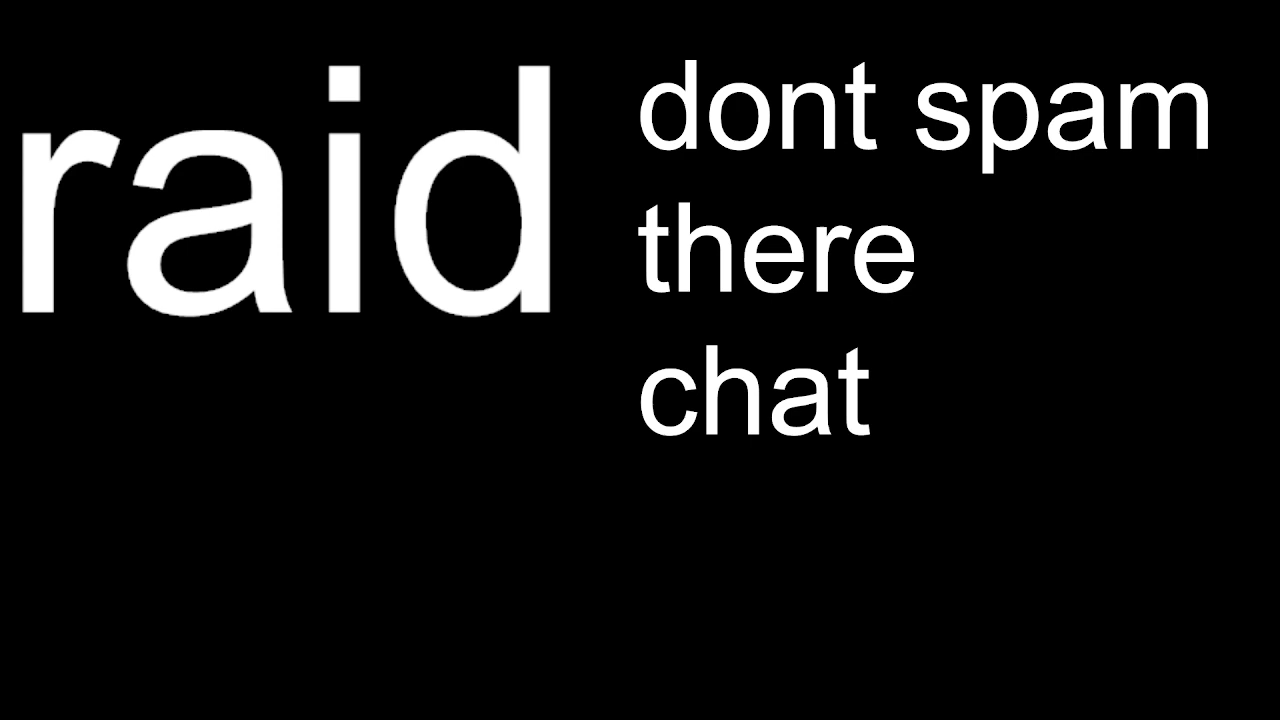 raid
dont spam
there
chat